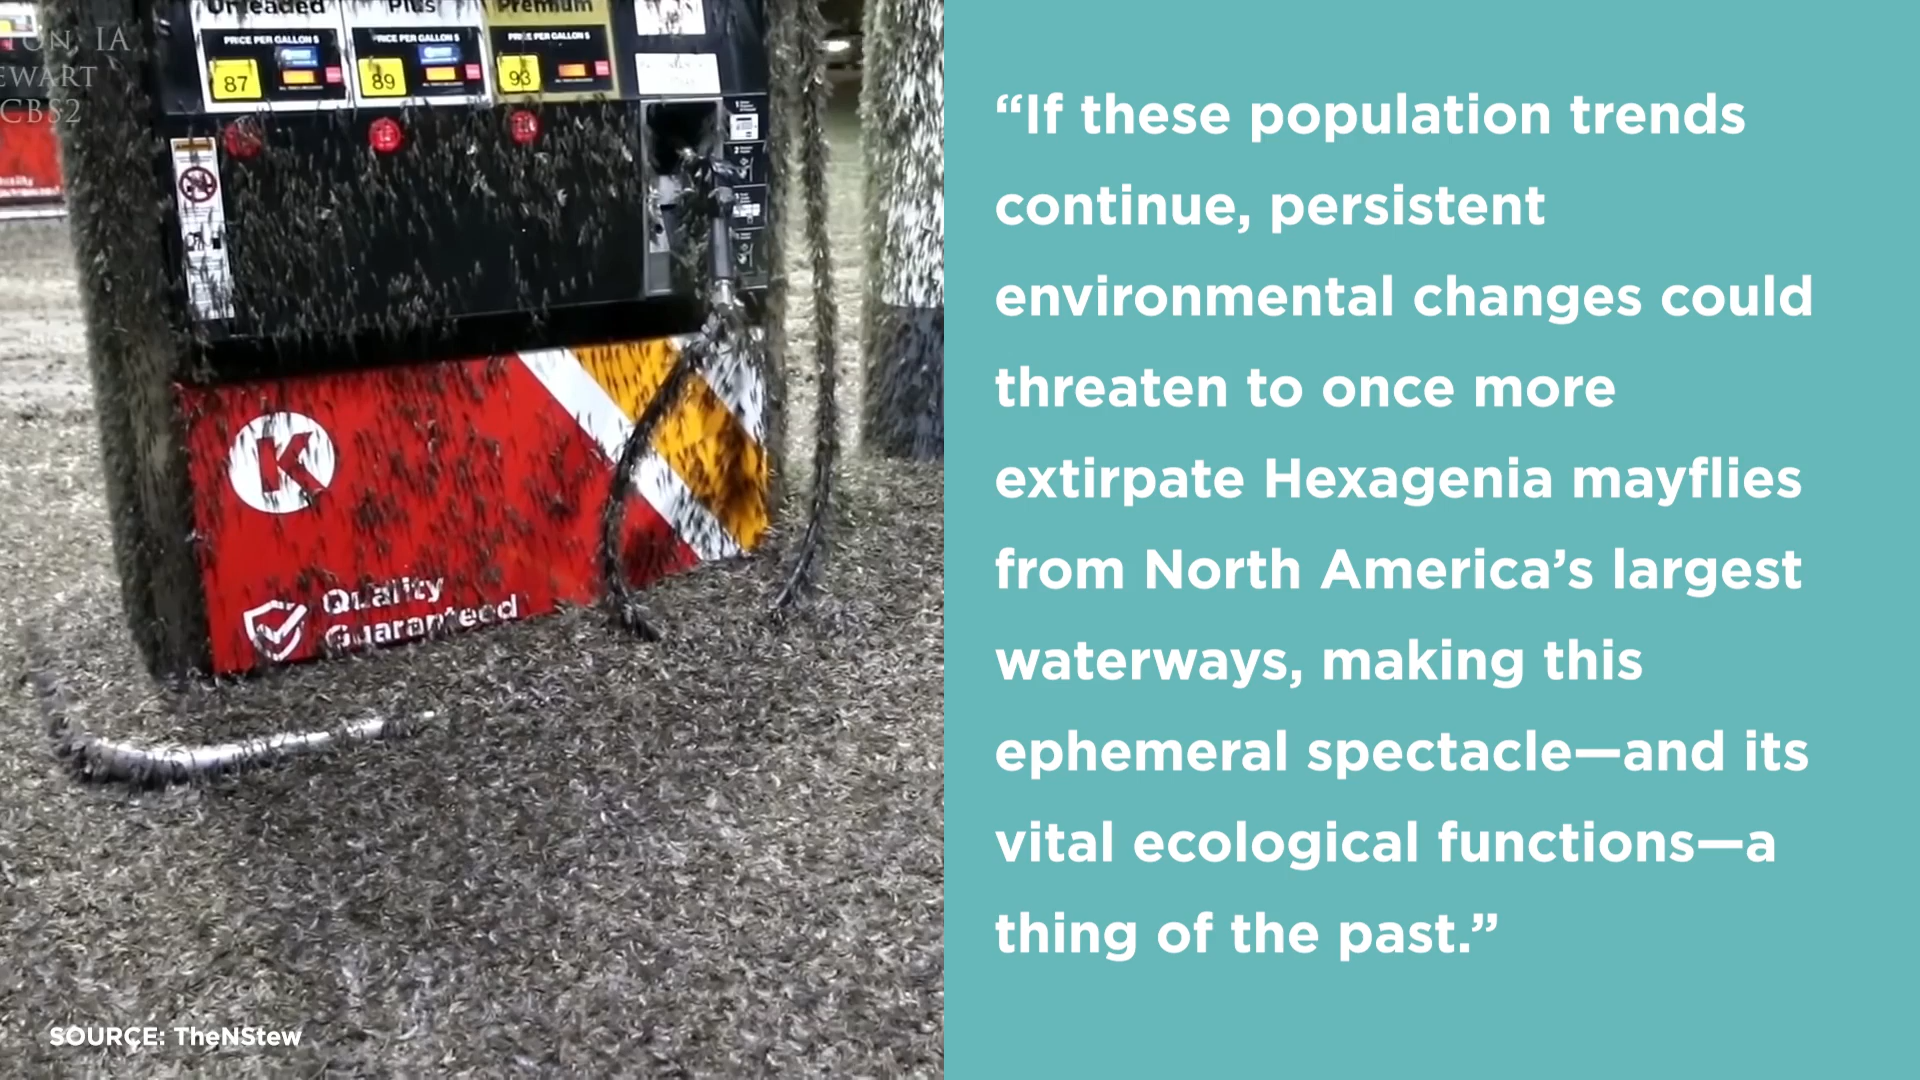 Unleaded
Plus
Premium
PRICE PER GALLON $
PRICE PER GALLON $
PRICE PER GALLON $
87
89
93
IA
CBS2
K
Quality
Guaranteed
SOURCE: TheNStew
“If these population trends
continue, persistent
environmental changes could
threaten to once more
extirpate Hexagenia mayflies
from North America’s largest
waterways, making this
ephemeral spectacle—and its
vital ecological functions—a
thing of the past.”